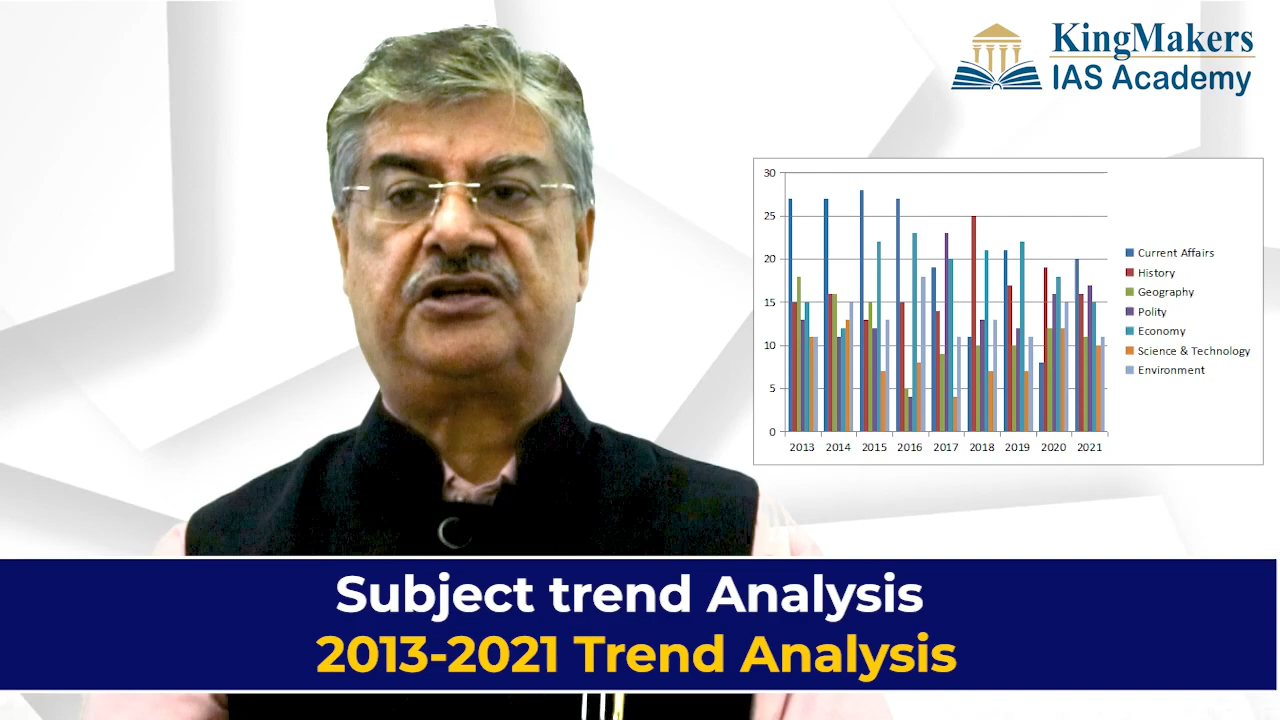 KingMakers
IAS Academy
30
25
20
15
10
5
0
2013 2014 2015 2016 2017 2018 2019 2020 2021
Current Affairs
History
Geography
Polity
Economy
Science & Technology
Environment
Subject trend Analysis
2013-2021 Trend Analysis